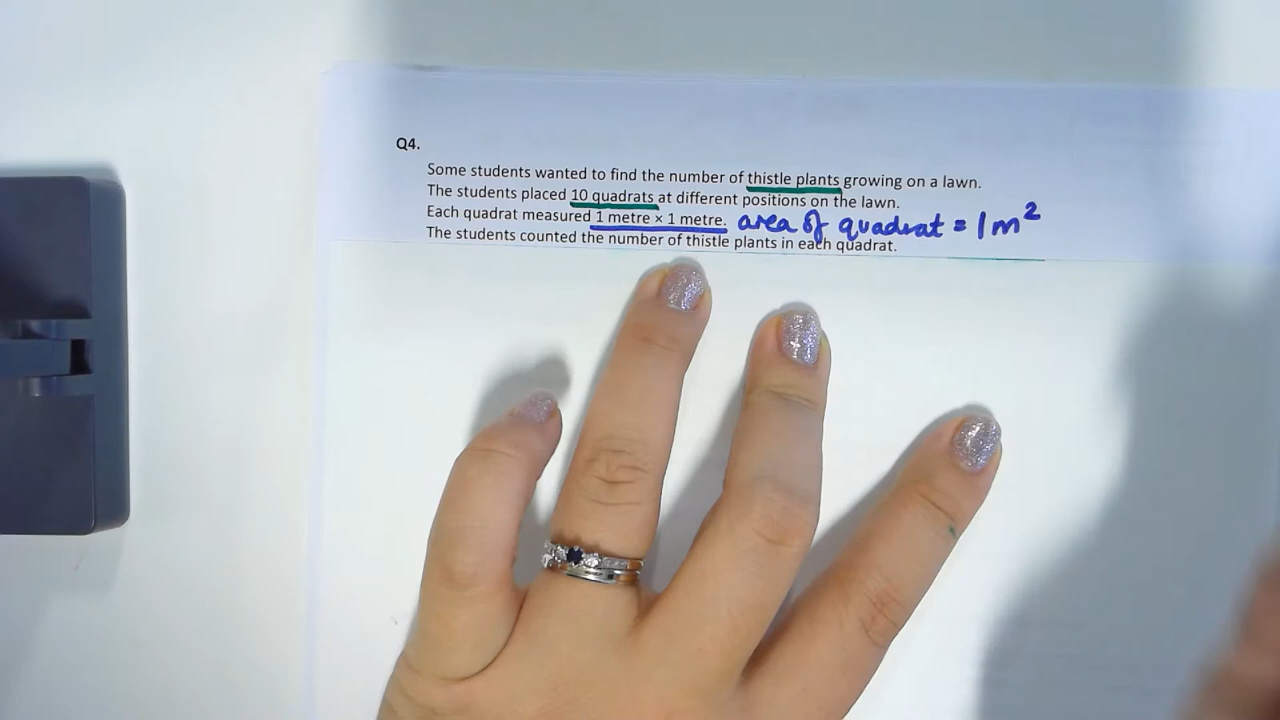 Q4.
Some students wanted to find the number of thistle plants growing on a lawn.
The students placed 10 quadrats at different positions on the lawn.
Each quadrat measured 1 metre × 1 metre. area of quadrat = 1m²
The students counted the number of thistle plants in each quadrat.